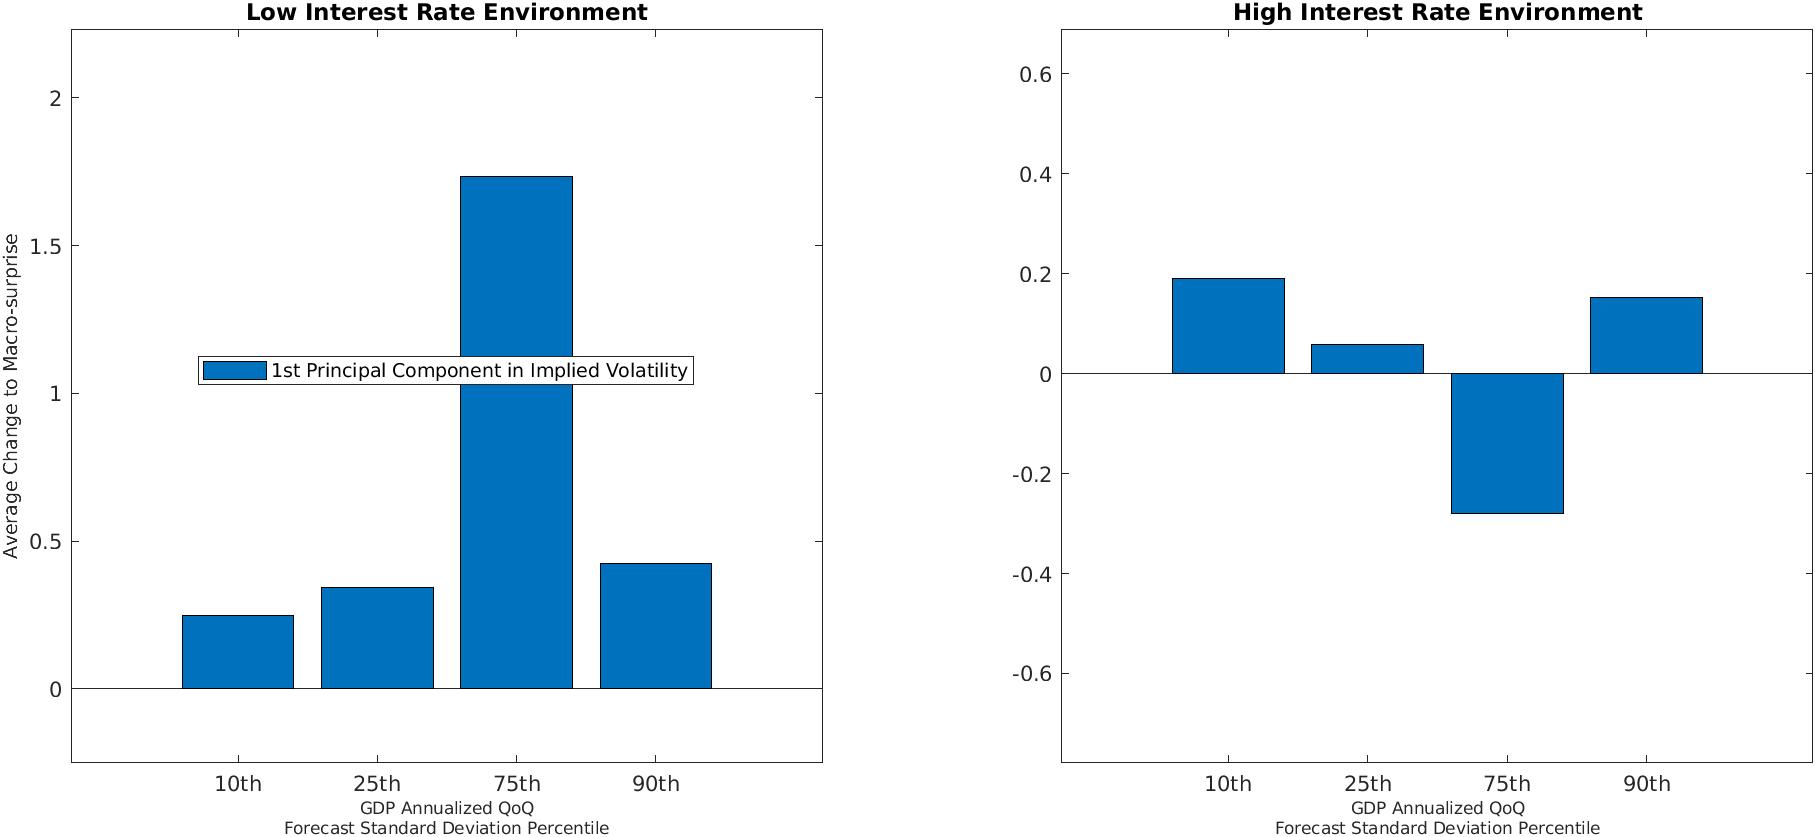 Low Interest Rate Environment
Average Change to Macro-surprise
2
1.5
1
0.5
0
1st Principal Component in Implied Volatility
10th 25th 75th 90th
GDP Annualized QoQ
Forecast Standard Deviation Percentile
High Interest Rate Environment
0.6
0.4
0.2
0
-0.2
-0.4
-0.6
10th 25th 75th 90th
GDP Annualized QoQ
Forecast Standard Deviation Percentile